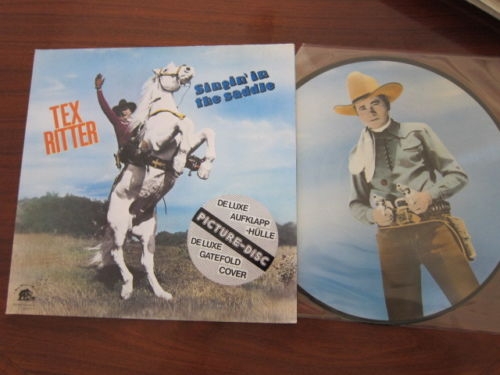 Singin' in
the Saddle
TEX
RITTER
DE LUXE
AUFKLAPP
-HÜLLE
PICTURE-DISC
DE LUXE
GATEFOLD
COVER